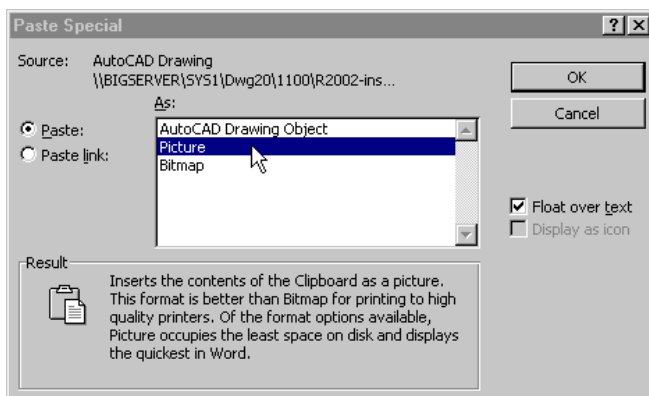 Paste Special
Source: AutoCAD Drawing
\\BIGSERVER\SYS1\Dwg20\1100\R2002-ins...
As:
Paste:
Paste link:
AutoCAD Drawing Object
Picture
Bitmap
OK
Cancel
Float over text
Display as icon
Result
Inserts the contents of the Clipboard as a picture.
This format is better than Bitmap for printing to high
quality printers. Of the format options available,
Picture occupies the least space on disk and displays
the quickest in Word.